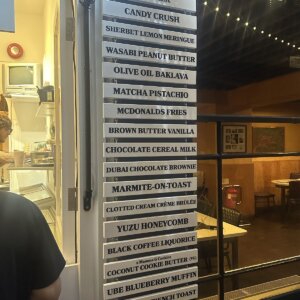 CANDY CRUSH
SHERBET LEMON MERINGUE
WASABI PEANUT BUTTER
OLIVE OIL BAKLAVA
MATCHA PISTACHIO
MCDONALDS FRIES
BROWN BUTTER VANILLA
CHOCOLATE CEREAL MILK
DUBAI CHOCOLATE BROWNIE
MARMITE-ON-TOAST
CLOTTED CREAM CRÈME BRÛLÉE
YUZU HONEYCOMB
BLACK COFFEE LIQUORICE
COCONUT COOKIE BUTTER
UBE BLUEBERRY MUFFIN
FRENCH TOAST